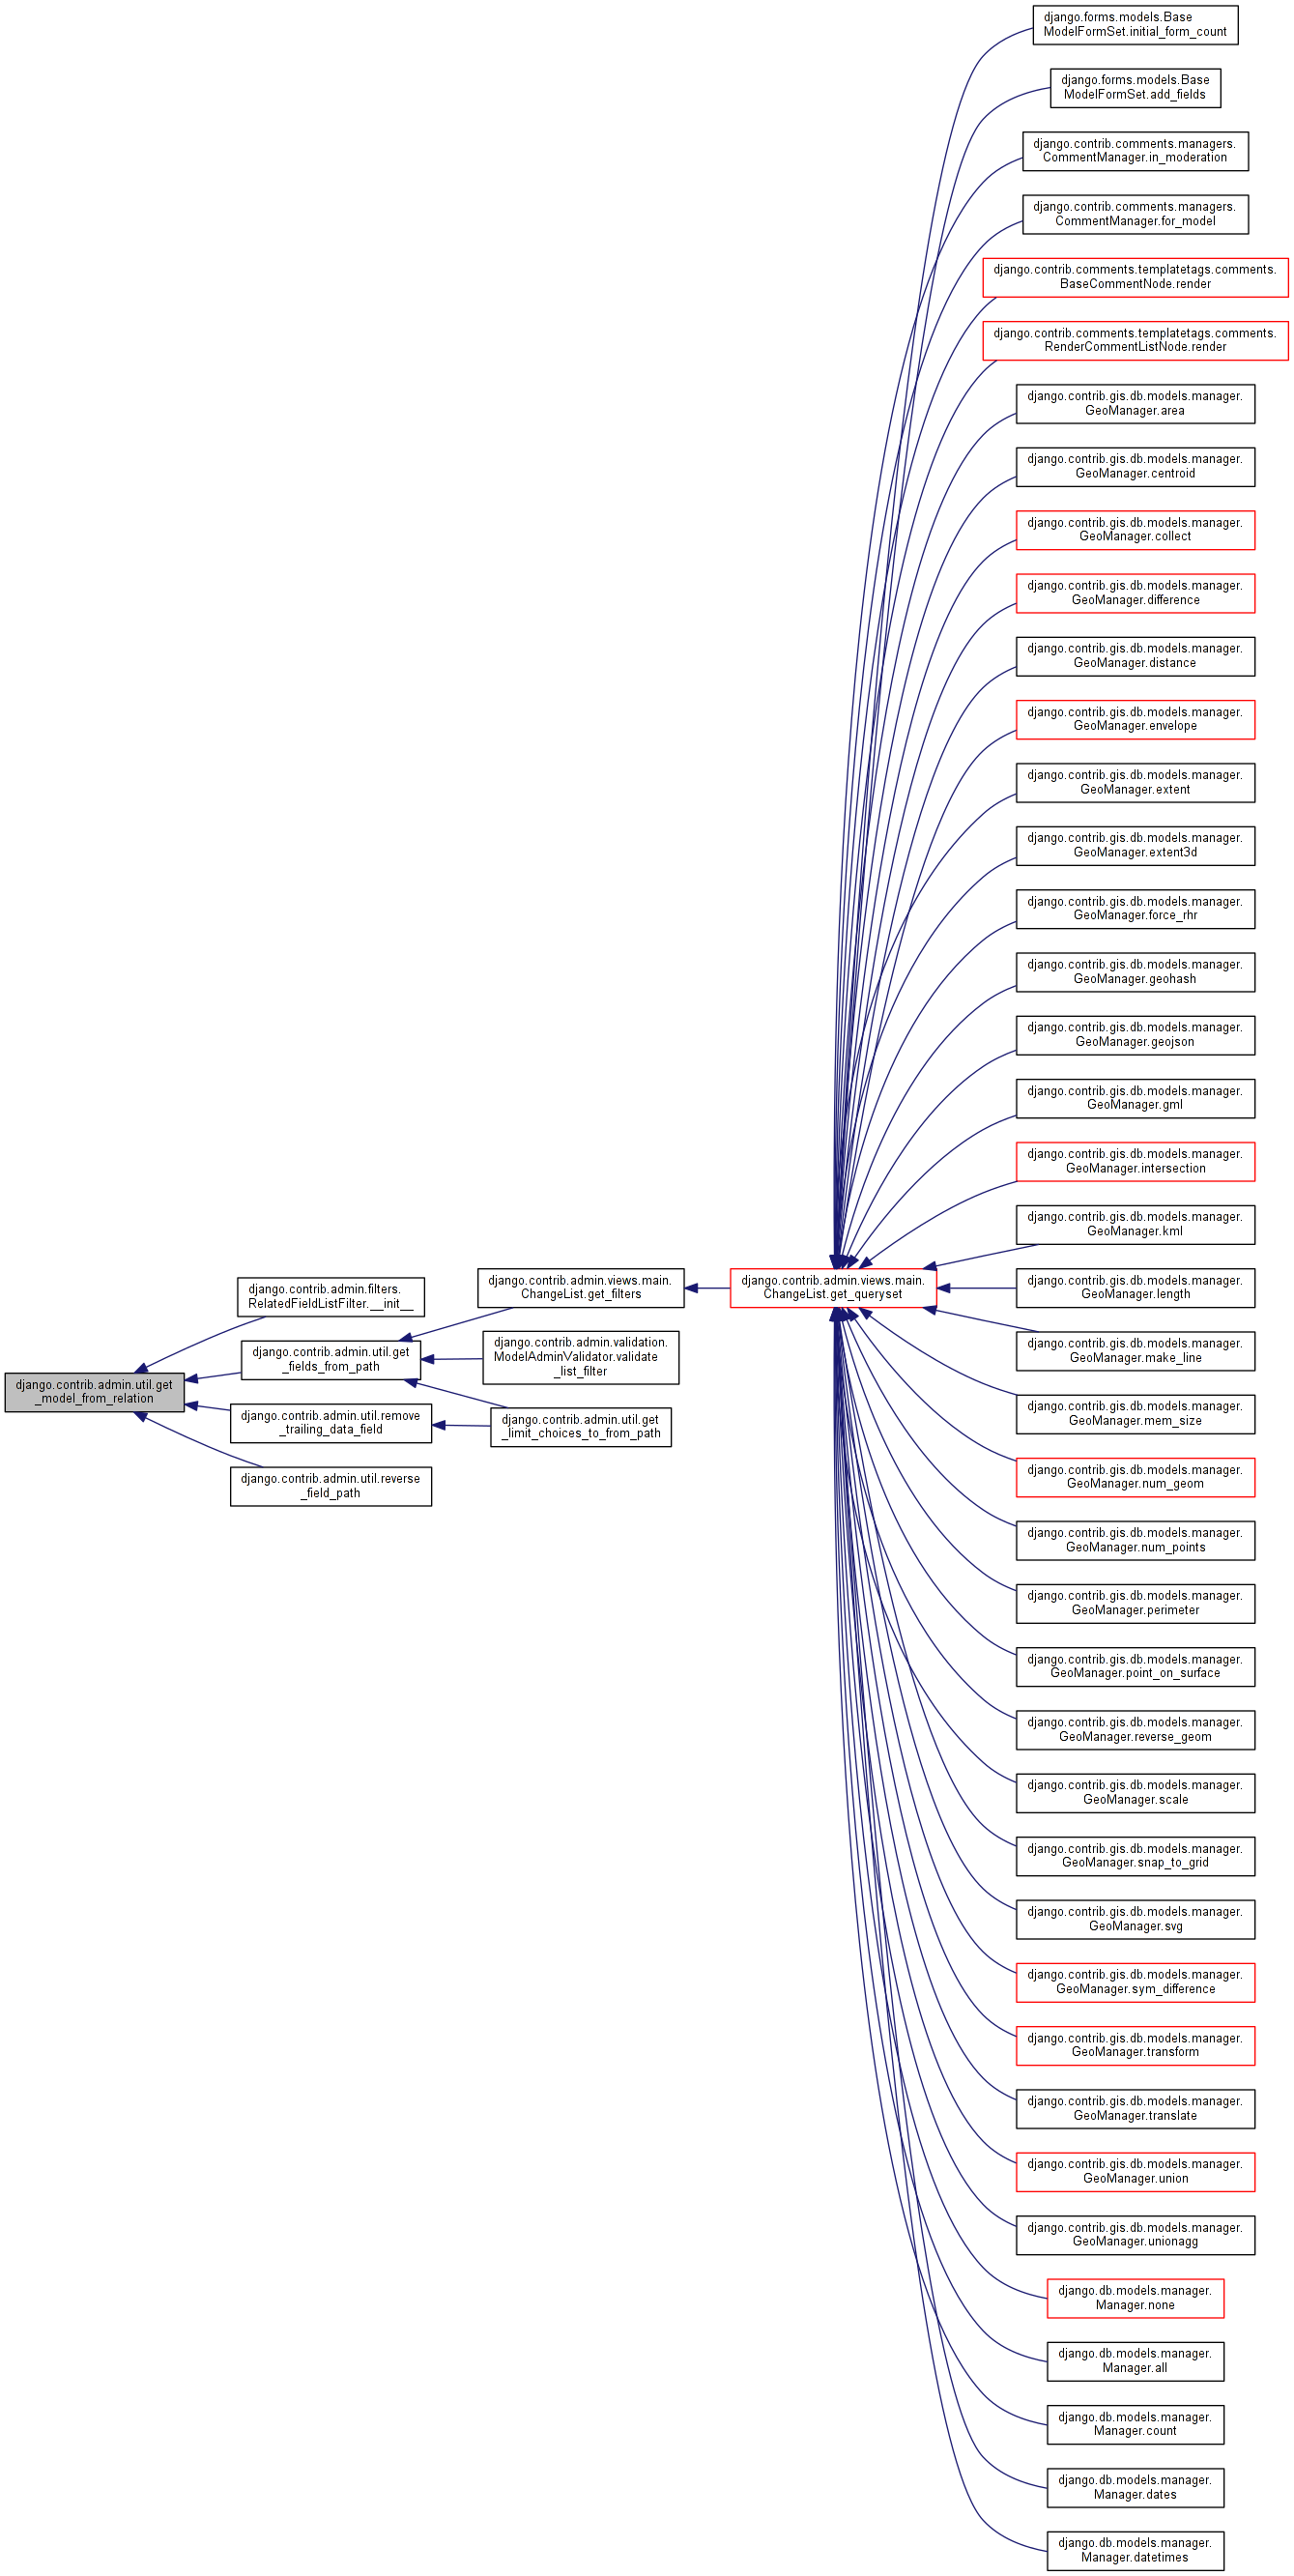 django.forms.models.Base
ModelFormSet.initial_form_count
django.forms.models.Base
ModelFormSet.add_fields
django.contrib.comments.managers.
CommentManager.in_moderation
django.contrib.comments.managers.
CommentManager.for_model
django.contrib.comments.templatetags.comments.
BaseCommentNode.render
django.contrib.comments.templatetags.comments.
RenderCommentListNode.render
django.contrib.gis.db.models.manager.
GeoManager.area
django.contrib.gis.db.models.manager.
GeoManager.centroid
django.contrib.gis.db.models.manager.
GeoManager.collect
django.contrib.gis.db.models.manager.
GeoManager.difference
django.contrib.gis.db.models.manager.
GeoManager.distance
django.contrib.gis.db.models.manager.
GeoManager.envelope
django.contrib.gis.db.models.manager.
GeoManager.extent
django.contrib.gis.db.models.manager.
GeoManager.extent3d
django.contrib.gis.db.models.manager.
GeoManager.force_rhr
django.contrib.gis.db.models.manager.
GeoManager.geohash
django.contrib.gis.db.models.manager.
GeoManager.geojson
django.contrib.gis.db.models.manager.
GeoManager.gml
django.contrib.gis.db.models.manager.
GeoManager.intersection
django.contrib.gis.db.models.manager.
GeoManager.kml
django.contrib.admin.util.get
_model_from_relation
django.contrib.admin.filters.
RelatedFieldListFilter.__init__
django.contrib.admin.util.get
_fields_from_path
django.contrib.admin.util.remove
_trailing_data_field
django.contrib.admin.util.reverse
_field_path
django.contrib.admin.views.main.
ChangeList.get_filters
django.contrib.admin.validation.
ModelAdminValidator.validate
_list_filter
django.contrib.admin.util.get
_limit_choices_to_from_path
django.contrib.admin.views.main.
ChangeList.get_queryset
django.contrib.gis.db.models.manager.
GeoManager.length
django.contrib.gis.db.models.manager.
GeoManager.make_line
django.contrib.gis.db.models.manager.
GeoManager.mem_size
django.contrib.gis.db.models.manager.
GeoManager.num_geom
django.contrib.gis.db.models.manager.
GeoManager.num_points
django.contrib.gis.db.models.manager.
GeoManager.perimeter
django.contrib.gis.db.models.manager.
GeoManager.point_on_surface
django.contrib.gis.db.models.manager.
GeoManager.reverse_geom
django.contrib.gis.db.models.manager.
GeoManager.scale
django.contrib.gis.db.models.manager.
GeoManager.snap_to_grid
django.contrib.gis.db.models.manager.
GeoManager.svg
django.contrib.gis.db.models.manager.
GeoManager.sym_difference
django.contrib.gis.db.models.manager.
GeoManager.transform
django.contrib.gis.db.models.manager.
GeoManager.translate
django.contrib.gis.db.models.manager.
GeoManager.union
django.contrib.gis.db.models.manager.
GeoManager.unionagg
django.db.models.manager.
Manager.none
django.db.models.manager.
Manager.all
django.db.models.manager.
Manager.count
django.db.models.manager.
Manager.dates
django.db.models.manager.
Manager.datetimes